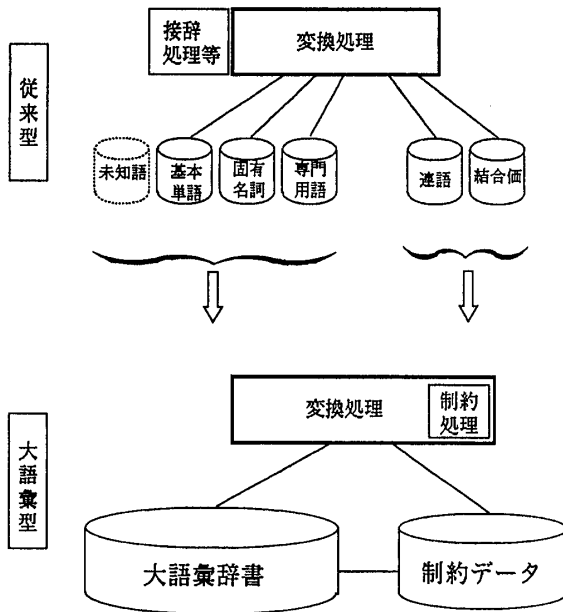 接辞
処理等
変換処理
従来型
未知語
基本
単語
固有
名詞
専門
用語
連語
結合価
変換処理
制約
処理
大語彙型
大語彙辞書
制約データ